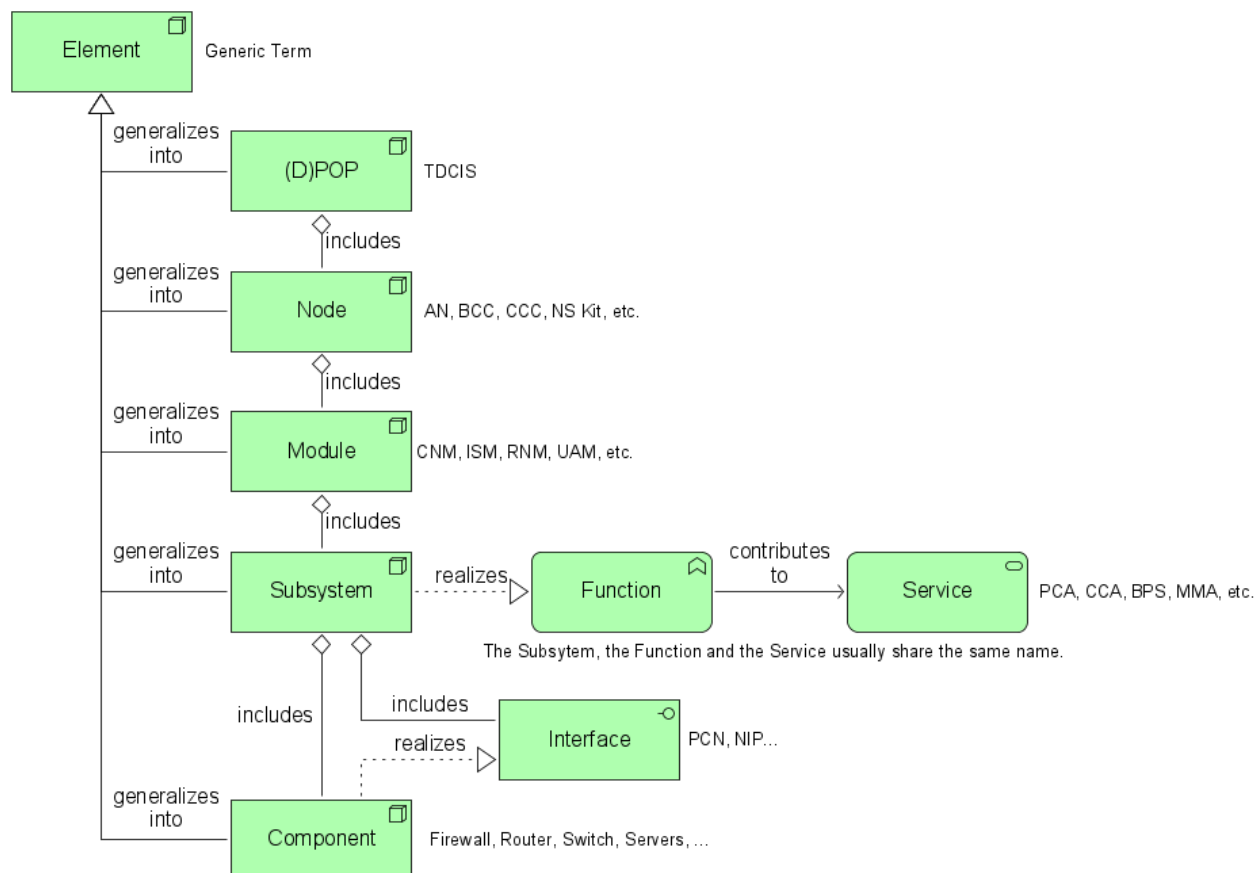 Element
Generic Term
generalizes
into
(D)POP
TDCIS
includes
generalizes
into
Node
AN, BCC, CCC, NS Kit, etc.
includes
generalizes
into
Module
CNM, ISM, RNM, UAM, etc.
includes
generalizes
into
Subsystem
realizes
Function
contributes
to
Service
PCA, CCA, BPS, MMA, etc.
The Subsytem, the Function and the Service usually share the same name.
includes
includes
realizes
Interface
PCN, NIP...
generalizes
into
Component
Firewall, Router, Switch, Servers, ...